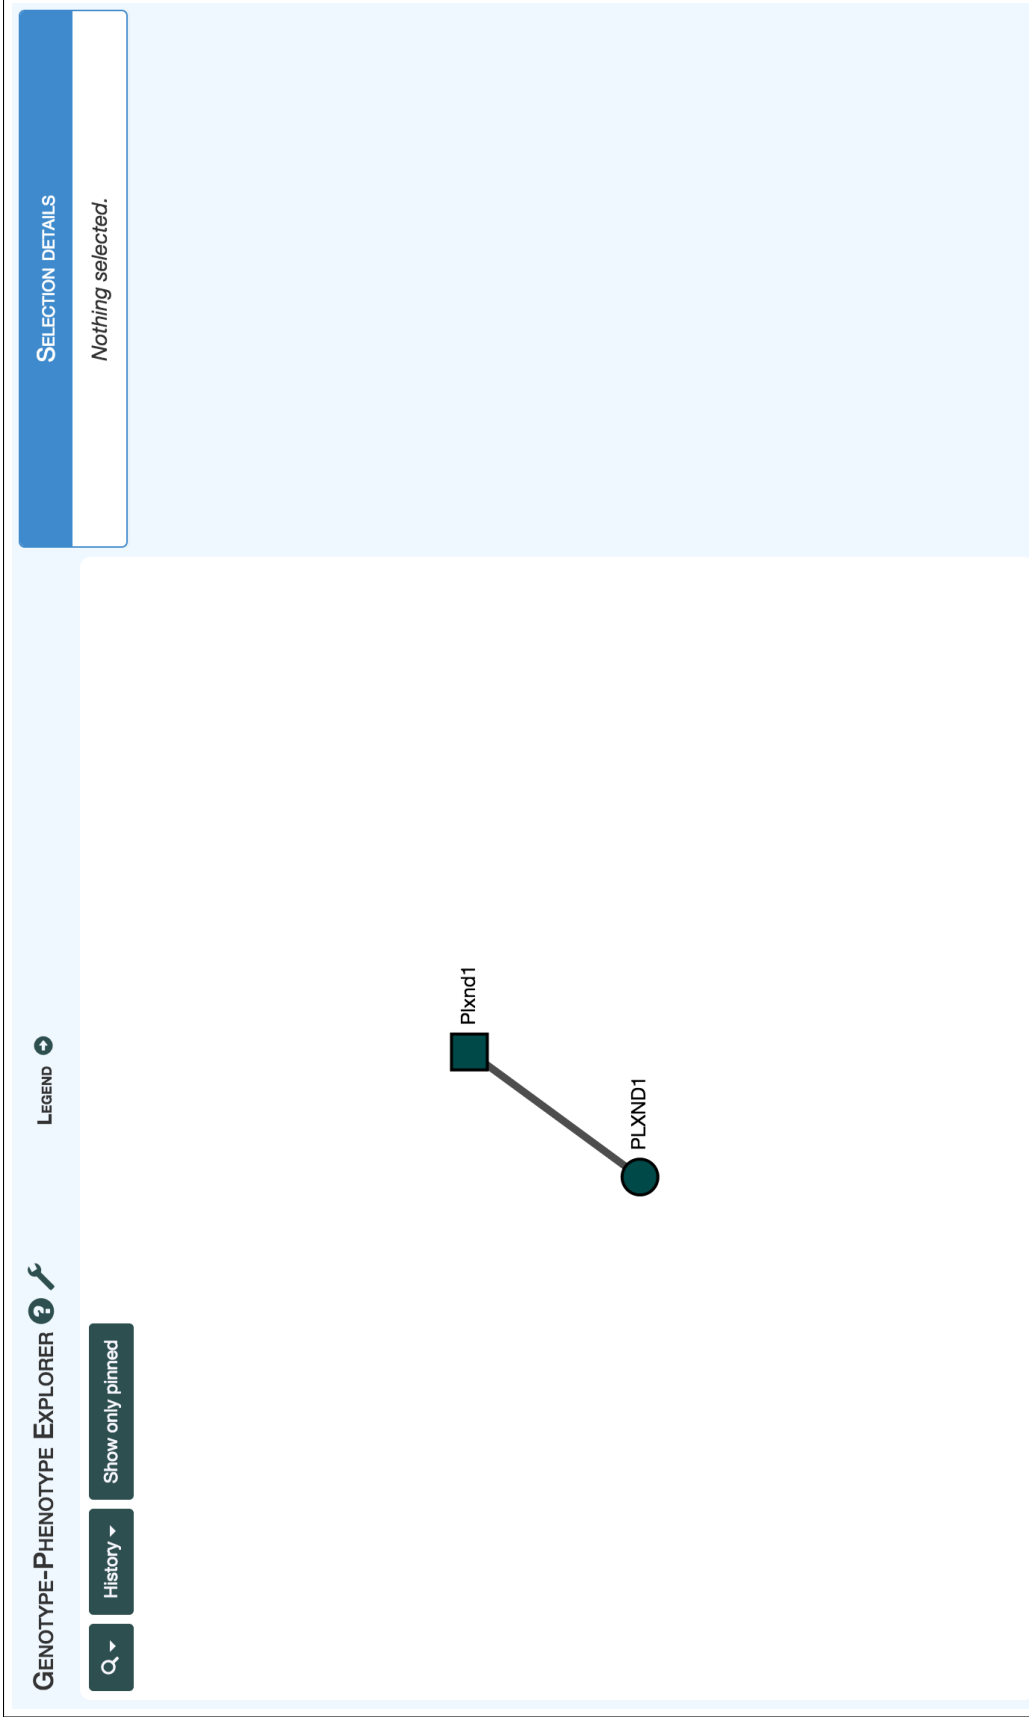 GENOTYPE-PHENOTYPE EXPLORER
LEGEND
SELECTION DETAILS
Nothing selected.
History
Show only pinned
Plxnd1
PLXND1